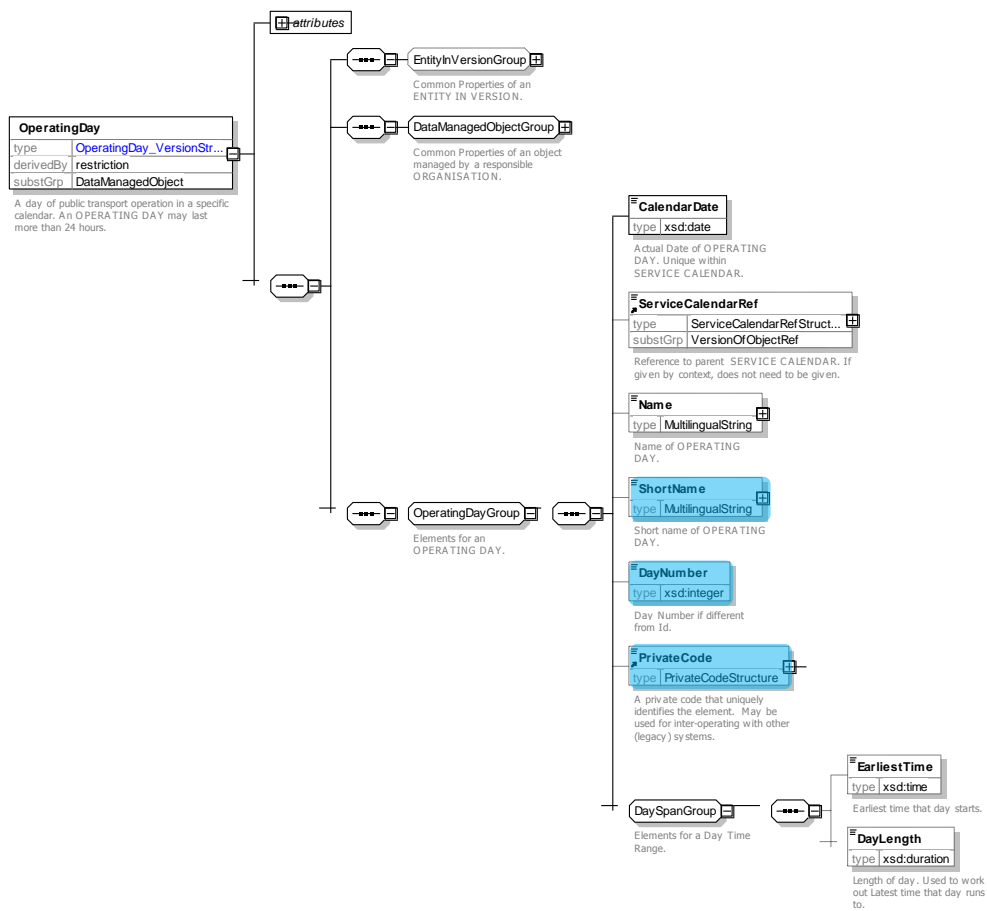 attributes
EntityInVersionGroup
Common Properties of an
ENTITY IN VERSION.
DataManagedObjectGroup
Common Properties of an object
managed by a responsible
ORGANISATION.
OperatingDay
type OperatingDay_VersionStr...
derivedBy restriction
substGrp DataManagedObject
A day of public transport operation in a specific
calendar. An OPERATING DAY may last
more than 24 hours.
CalendarDate
type xsd:date
Actual Date of OPERATING
DAY. Unique within
SERVICE CALENDAR.
ServiceCalendarRef
type ServiceCalendarRefStruct...
substGrp VersionOfObjectRef
Reference to parent SERVICE CALENDAR. If
given by context, does not need to be given.
Name
type MultilingualString
Name of OPERATING
DAY.
ShortName
type MultilingualString
Short name of OPERATING
DAY.
OperatingDayGroup
Elements for an
OPERATING DAY.
DayNumber
type xsd:integer
Day Number if different
from Id.
PrivateCode
type PrivateCodeStructure
A private code that uniquely
identifies the element. May be
used for inter-operating with other
(legacy) systems.
DaySpanGroup
Elements for a Day Time
Range.
EarliestTime
type xsd:time
Earliest time that day starts.
DayLength
type xsd:duration
Length of day. Used to work
out Latest time that day runs
to.